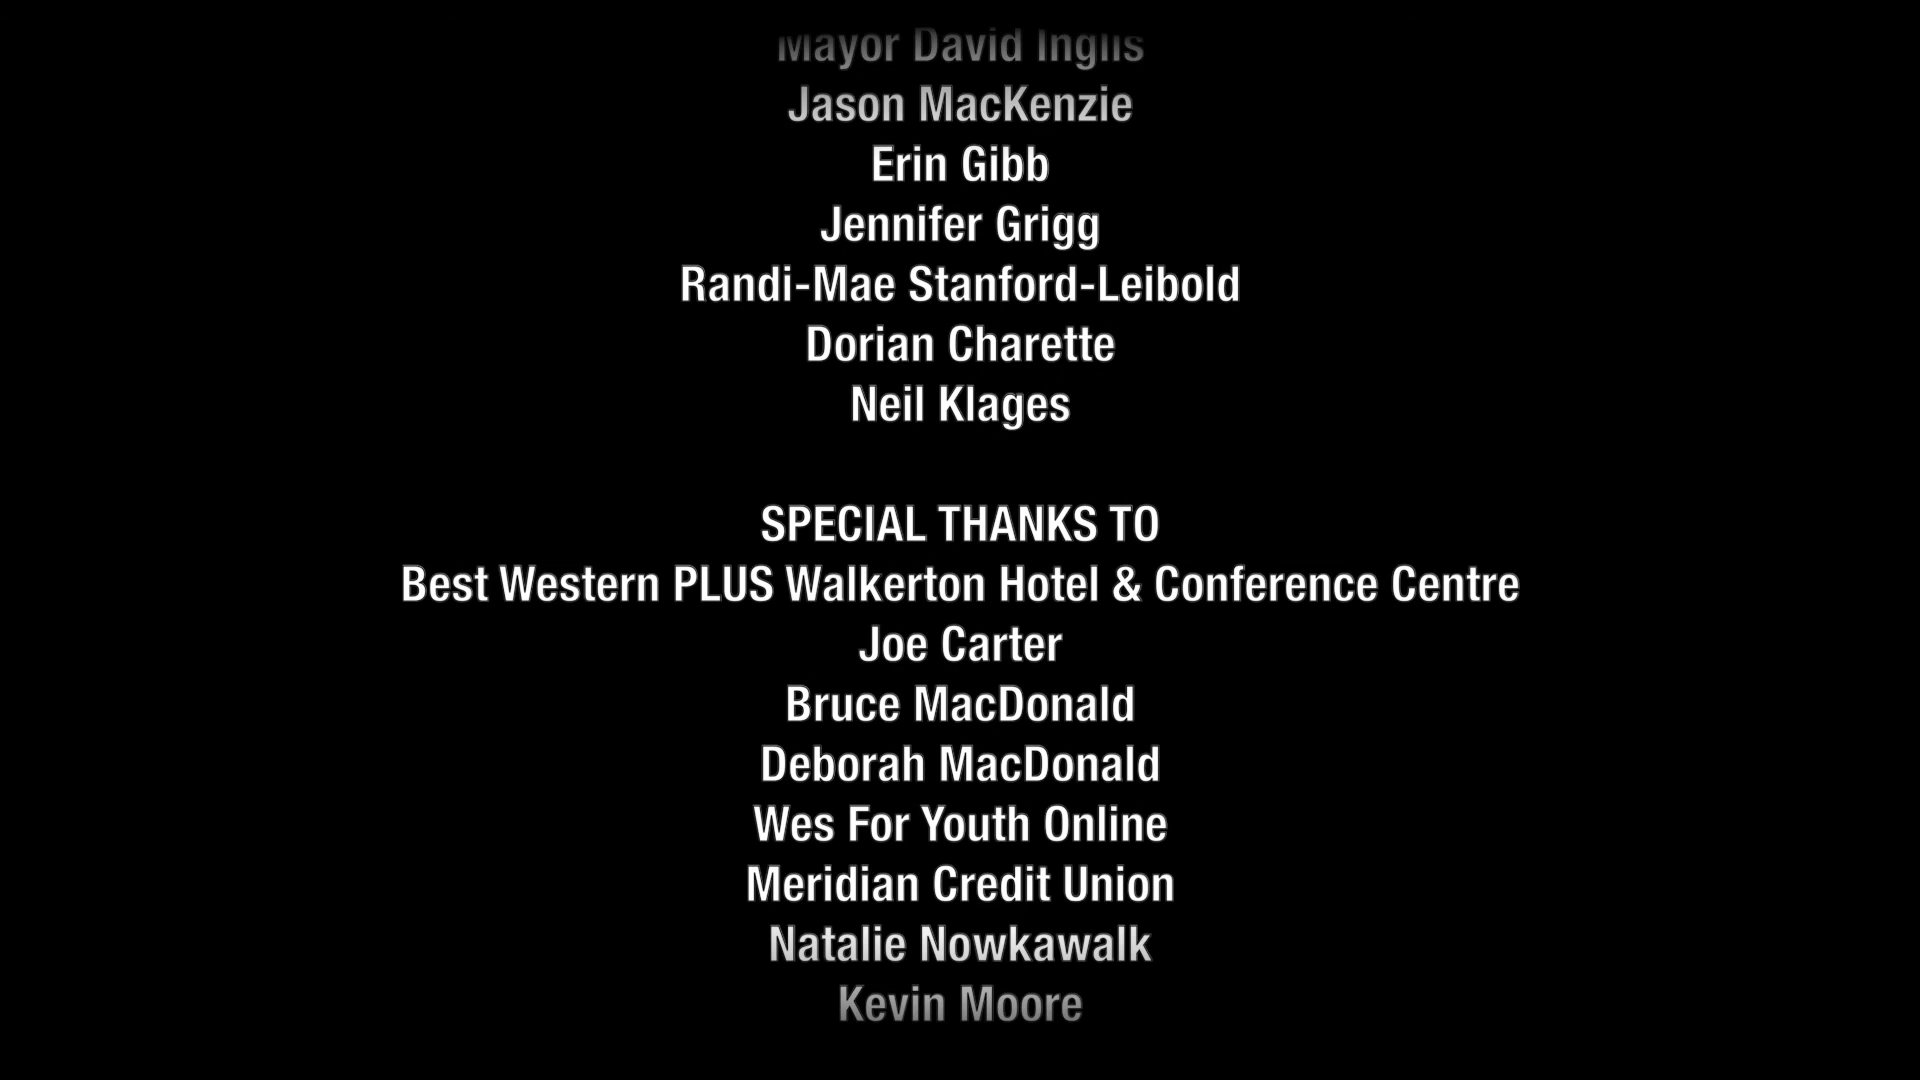 Mayor David Inglis
Jason MacKenzie
Erin Gibb
Jennifer Grigg
Randi-Mae Stanford-Leibold
Dorian Charette
Neil Klages
SPECIAL THANKS TO
Best Western PLUS Walkerton Hotel & Conference Centre
Joe Carter
Bruce MacDonald
Deborah MacDonald
Wes For Youth Online
Meridian Credit Union
Natalie Nowkawalk
Kevin Moore